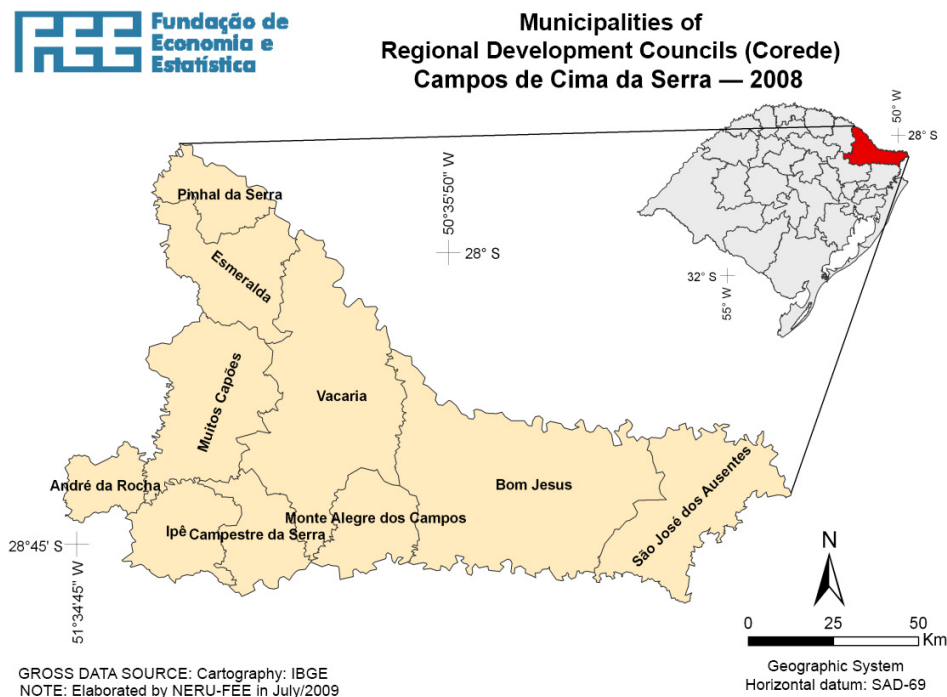 FEE
Fundação de
Economia e
Estatística
Municipalities of
Regional Development Councils (Corede)
Campos de Cima da Serra — 2008
50° W
28° S
32° S
55° W
50°35'50" W
28° S
Pinhal da Serra
Esmeralda
Muitos Capões
Vacaria
André da Rocha
Ipê
Campestre da Serra
Monte Alegre dos Campos
Bom Jesus
São José dos Ausentes
28°45' S
51°34'45" W
N
0 25 50
Km
Geographic System
Horizontal datum: SAD-69
GROSS DATA SOURCE: Cartography: IBGE
NOTE: Elaborated by NERU-FEE in July/2009